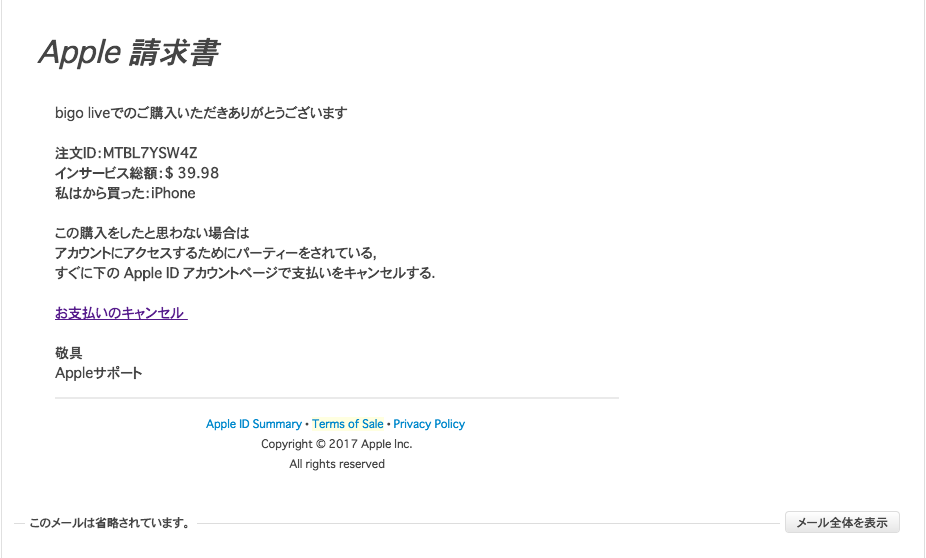 Apple 請求書
bigo liveでのご購入いただきありがとうございます
注文ID:MTBL7YSW4Z
インサービス総額:$ 39.98
私はから買った:iPhone
この購入をしたと思わない場合は
アカウントにアクセスするためにパーティーをされている,
すぐに下の Apple ID アカウントページで支払いをキャンセルする.
お支払いのキャンセル
敬具
Appleサポート
Apple ID Summary • Terms of Sale • Privacy Policy
Copyright © 2017 Apple Inc.
All rights reserved
このメールは省略されています。 メール全体を表示